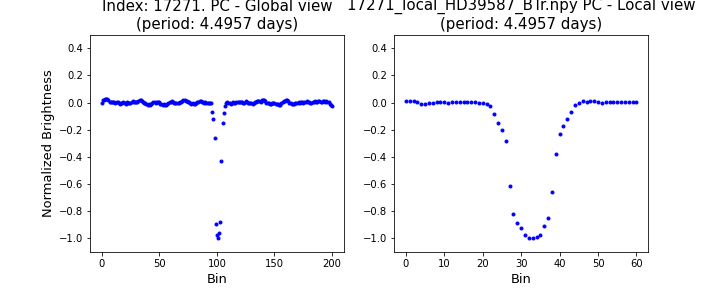 Index: 17271. PC - Global view
(period: 4.4957 days)
17271_local_HD39587_BTr.npy PC - Local view
(period: 4.4957 days)
Normalized Brightness
0.4
0.2
0.0
−0.2
−0.4
−0.6
−0.8
−1.0
0 50 100 150 200
Bin
0.4
0.2
0.0
−0.2
−0.4
−0.6
−0.8
−1.0
0 10 20 30 40 50 60
Bin